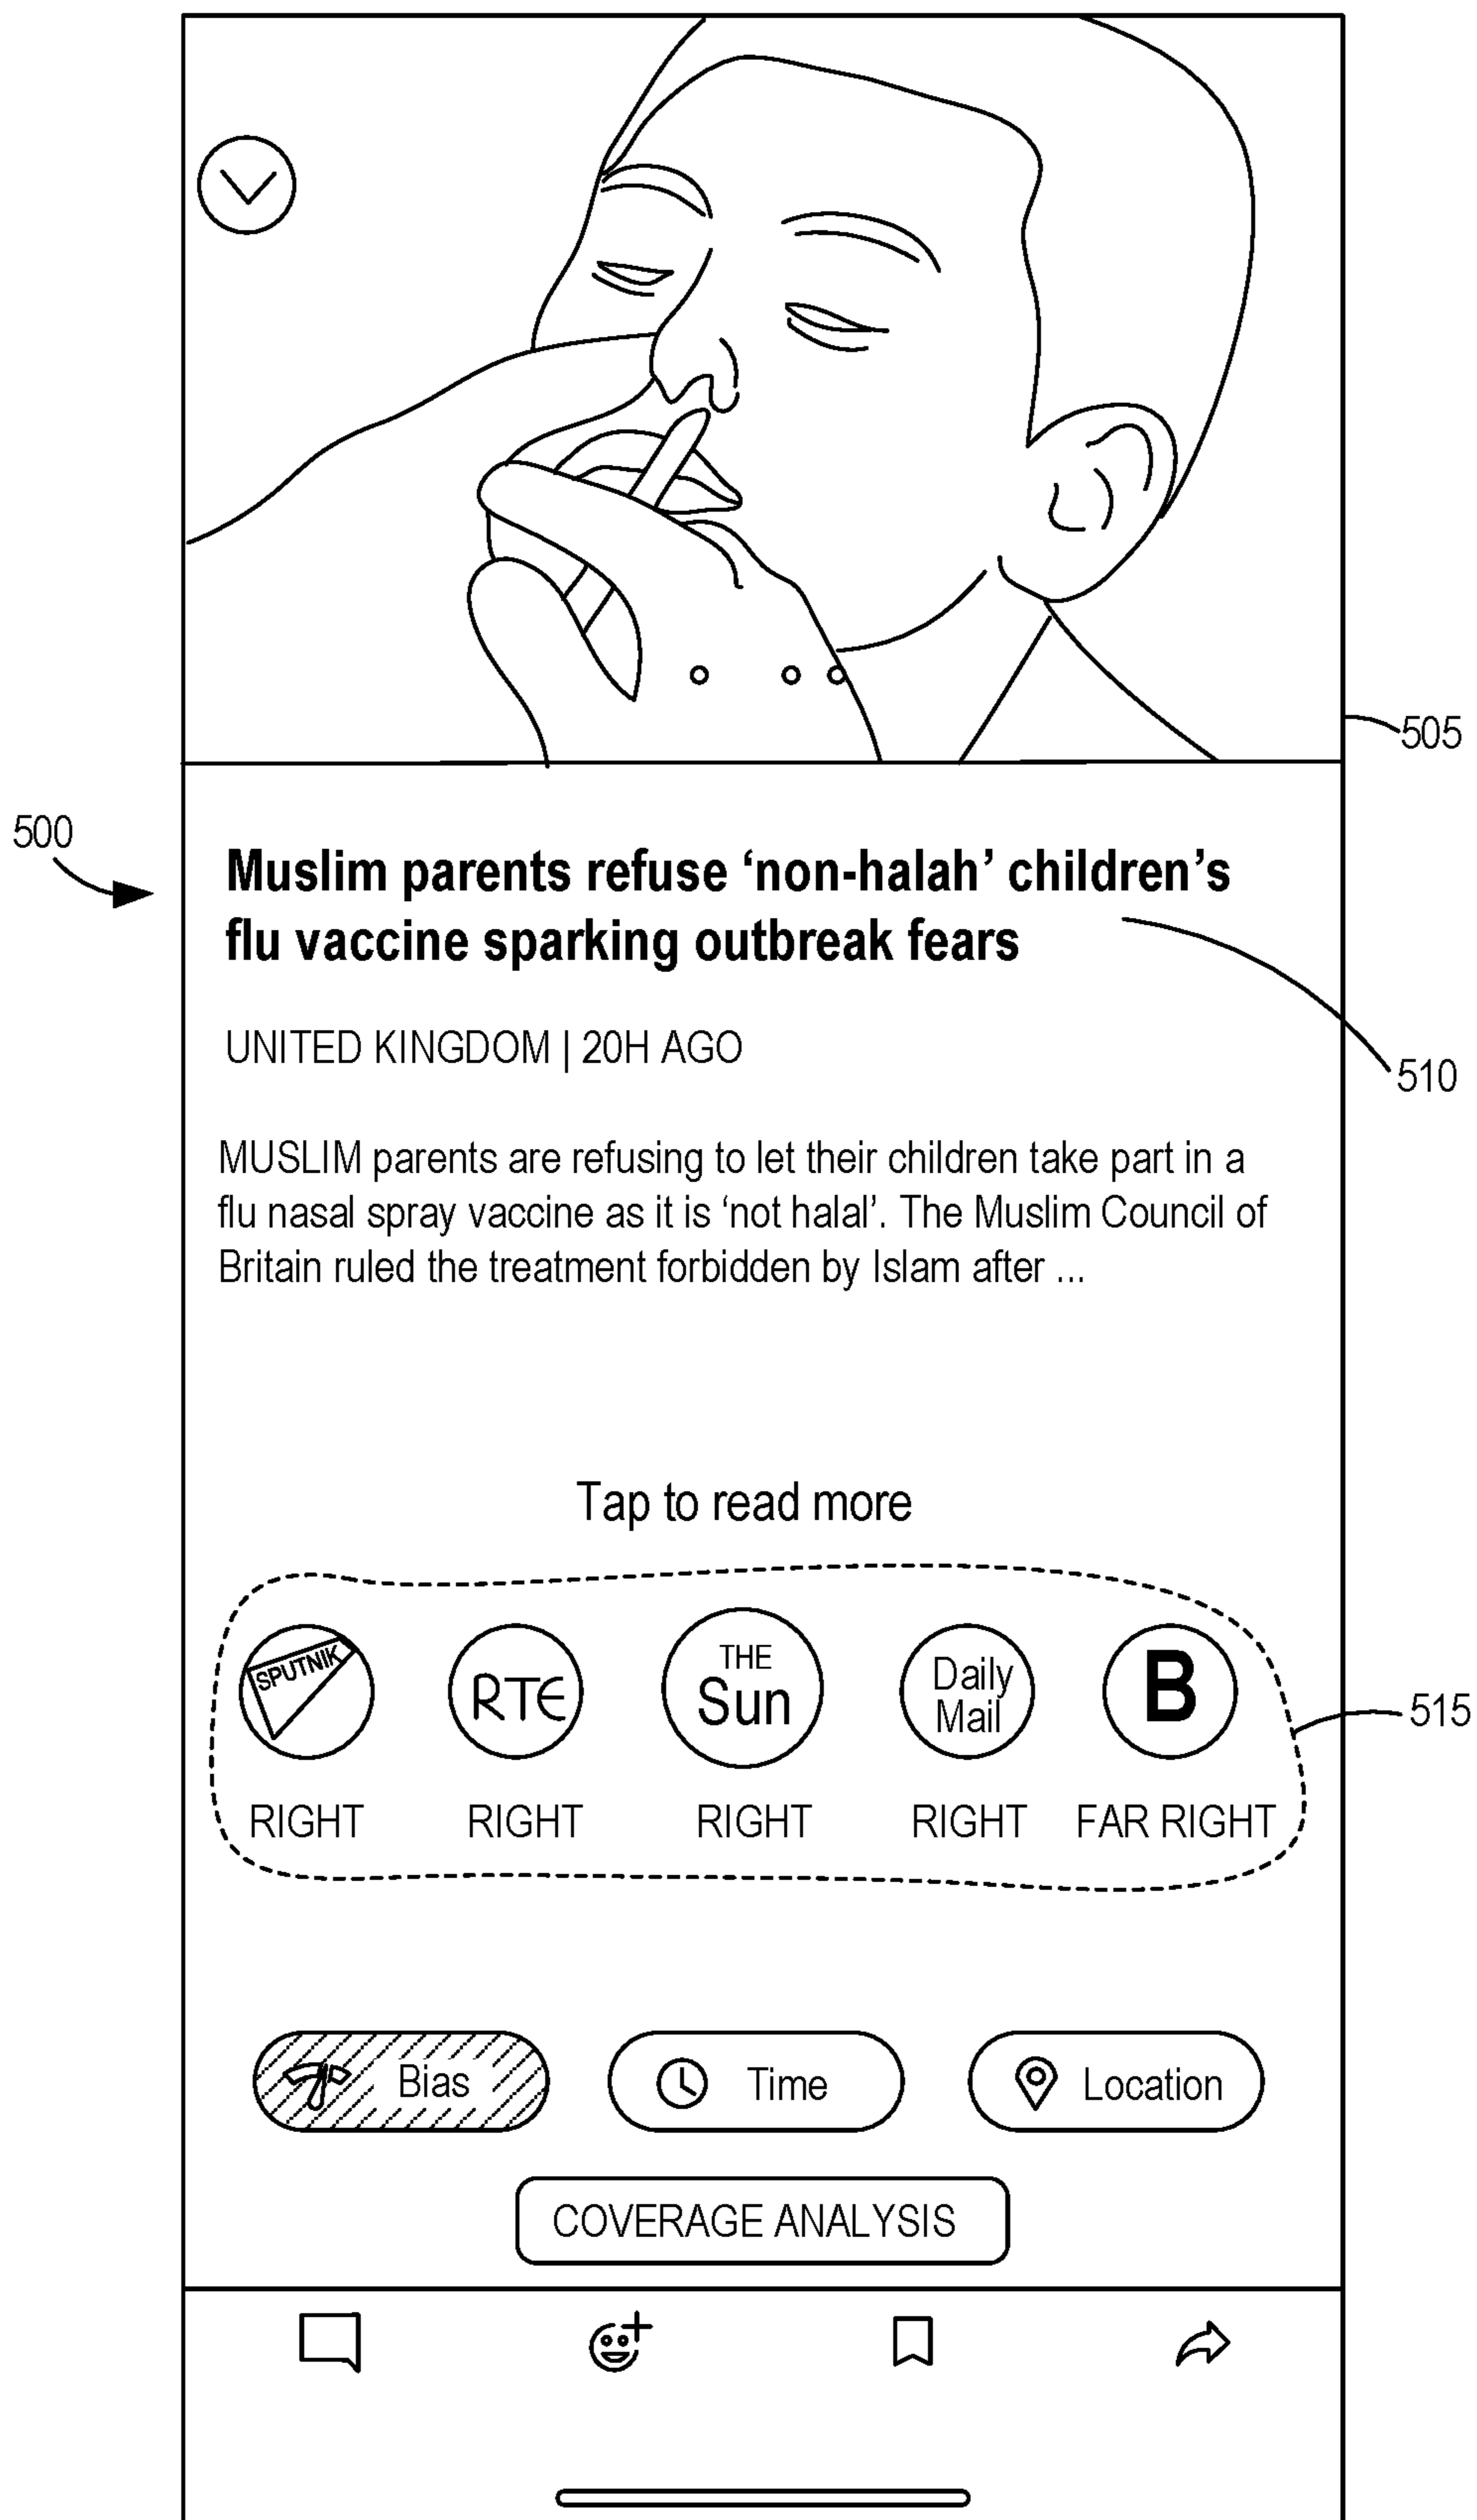 505
500
Muslim parents refuse ‘non-halah’ children’s
flu vaccine sparking outbreak fears
UNITED KINGDOM | 20H AGO
510
MUSLIM parents are refusing to let their children take part in a
flu nasal spray vaccine as it is ‘not halal’. The Muslim Council of
Britain ruled the treatment forbidden by Islam after ...
Tap to read more
SPUTNIK
RTE
THE
Sun
Daily
Mail
B
515
RIGHT RIGHT RIGHT RIGHT FAR RIGHT
Bias Time Location
COVERAGE ANALYSIS